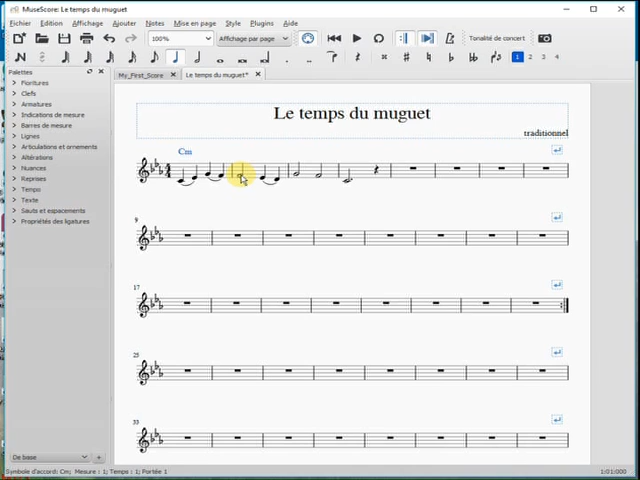 MuseScore: Le temps du muguet
Fichier Edition Affichage Ajouter Notes Mise en page Style Plugins Aide
100% Affichage par page Tonalité de concert
1 2 3 4
Palettes
My_First_Score Le temps du muguet*
Fioritures
Clefs
Armatures
Indications de mesure
Barres de mesure
Lignes
Articulations et ornements
Altérations
Nuances
Reprises
Tempo
Texte
Sauts et espacements
Propriétés des ligatures
Le temps du muguet
traditionnel
Cm
9
17
25
33
De base
Symbole d'accord: Cm; Mesure : 1; Temps : 1; Portée 1
1:01:000